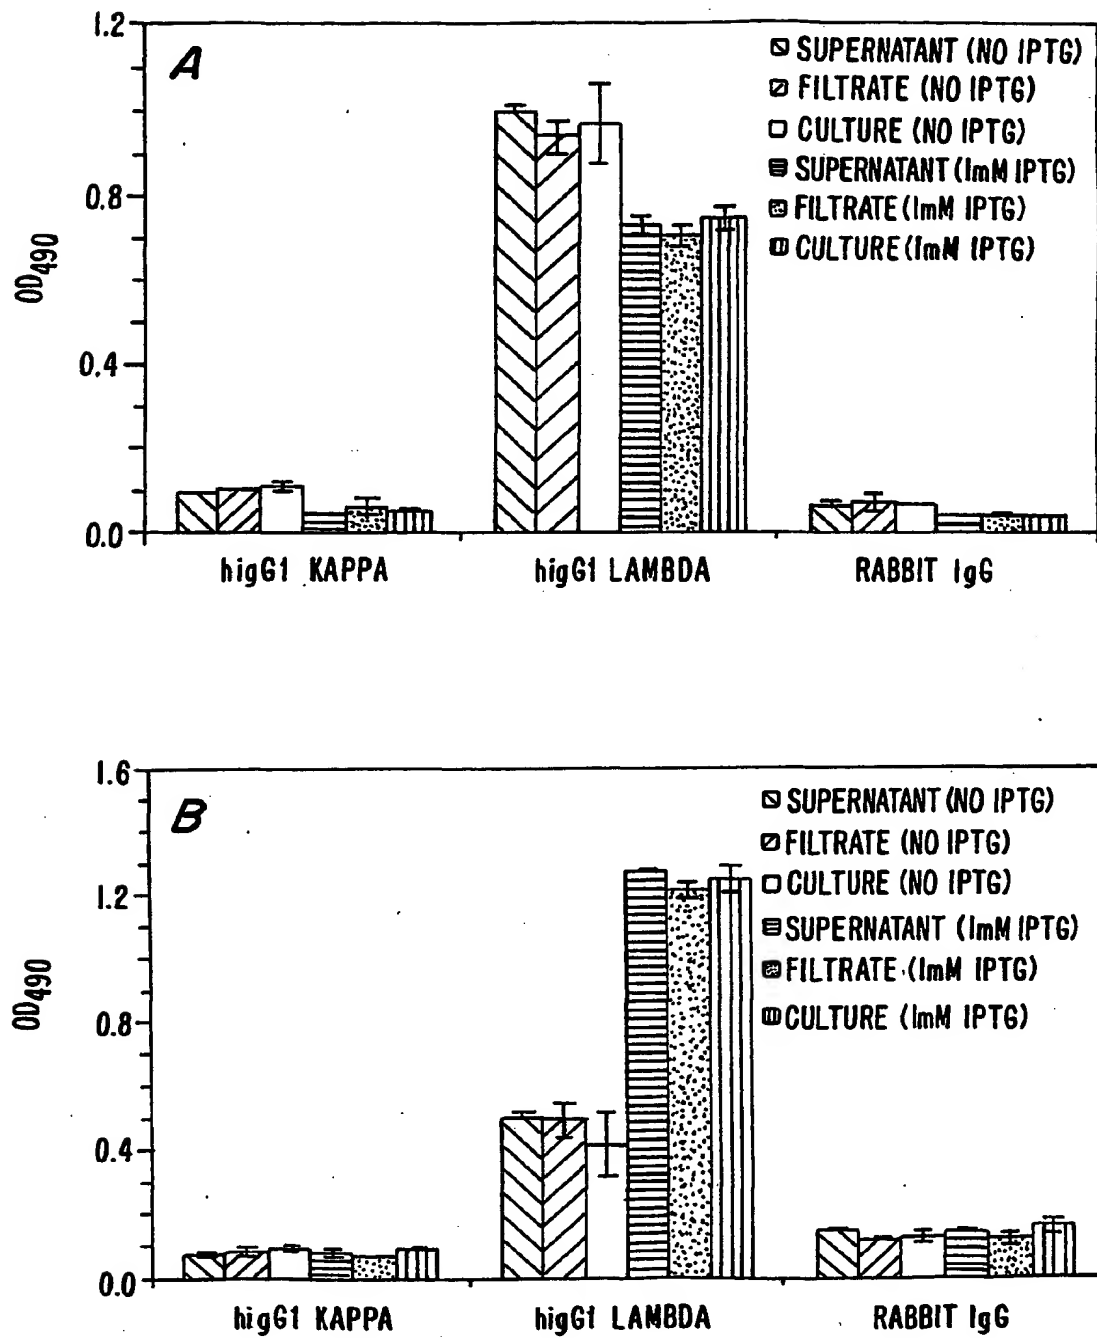 1.2
A
SUPERNATANT (NO IPTG)
FILTRATE (NO IPTG)
CULTURE (NO IPTG)
SUPERNATANT (1mM IPTG)
FILTRATE (1mM IPTG)
CULTURE (1mM IPTG)
0.8
OD490
0.4
0.0
higG1 KAPPA
higG1 LAMBDA
RABBIT IgG
1.6
B
SUPERNATANT (NO IPTG)
FILTRATE (NO IPTG)
CULTURE (NO IPTG)
SUPERNATANT (1mM IPTG)
FILTRATE (1mM IPTG)
CULTURE (1mM IPTG)
1.2
OD490
0.8
0.4
0.0
higG1 KAPPA
higG1 LAMBDA
RABBIT IgG